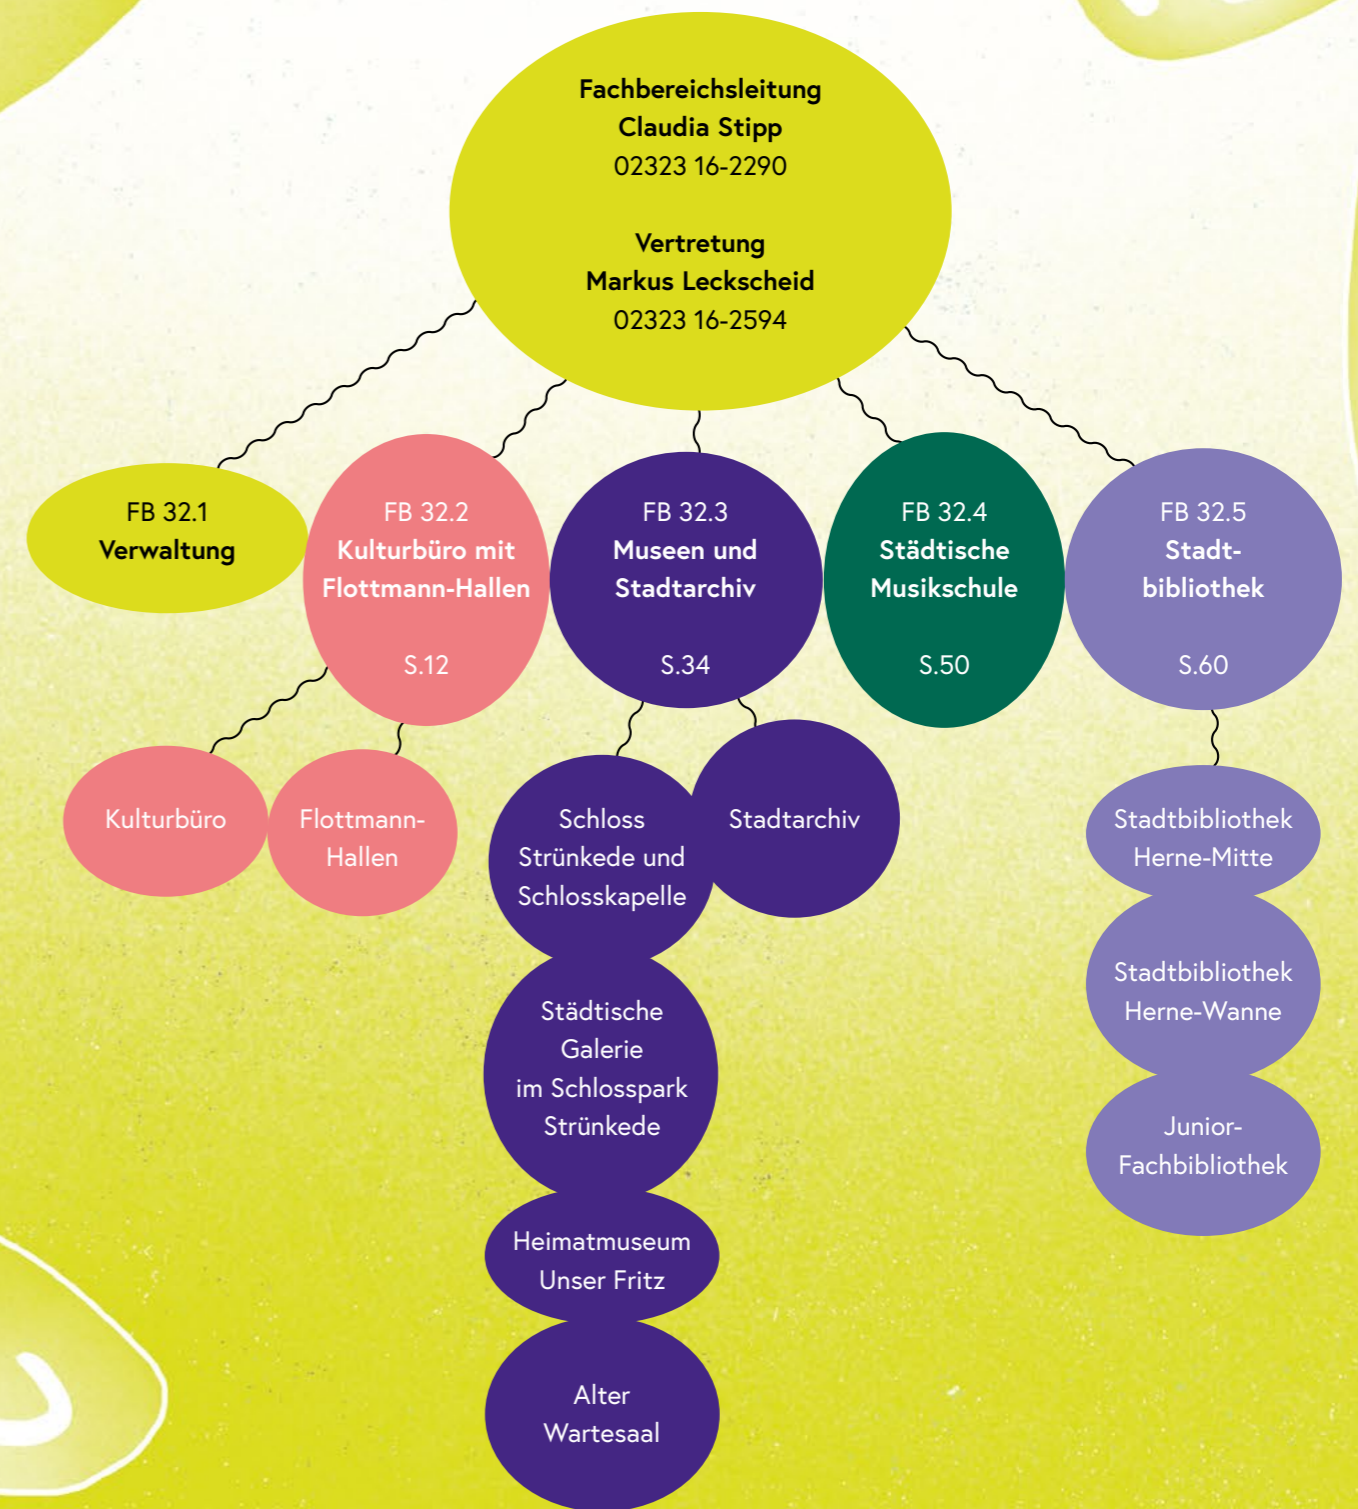 Fachbereichsleitung
Claudia Stipp
02323 16-2290
Vertretung
Markus Leckscheid
02323 16-2594
FB 32.1
Verwaltung
FB 32.2
Kulturbüro mit
Flottmann-Hallen
S.12
FB 32.3
Museen und
Stadtarchiv
S.34
FB 32.4
Städtische
Musikschule
S.50
FB 32.5
Stadt-
bibliothek
S.60
Kulturbüro
Flottmann-
Hallen
Schloss
Strünkede und
Schlosskapelle
Städtische
Galerie
im Schlosspark
Strünkede
Heimatmuseum
Unser Fritz
Alter
Wartesaal
Stadtarchiv
Stadtbibliothek
Herne-Mitte
Stadtbibliothek
Herne-Wanne
Junior-
Fachbibliothek